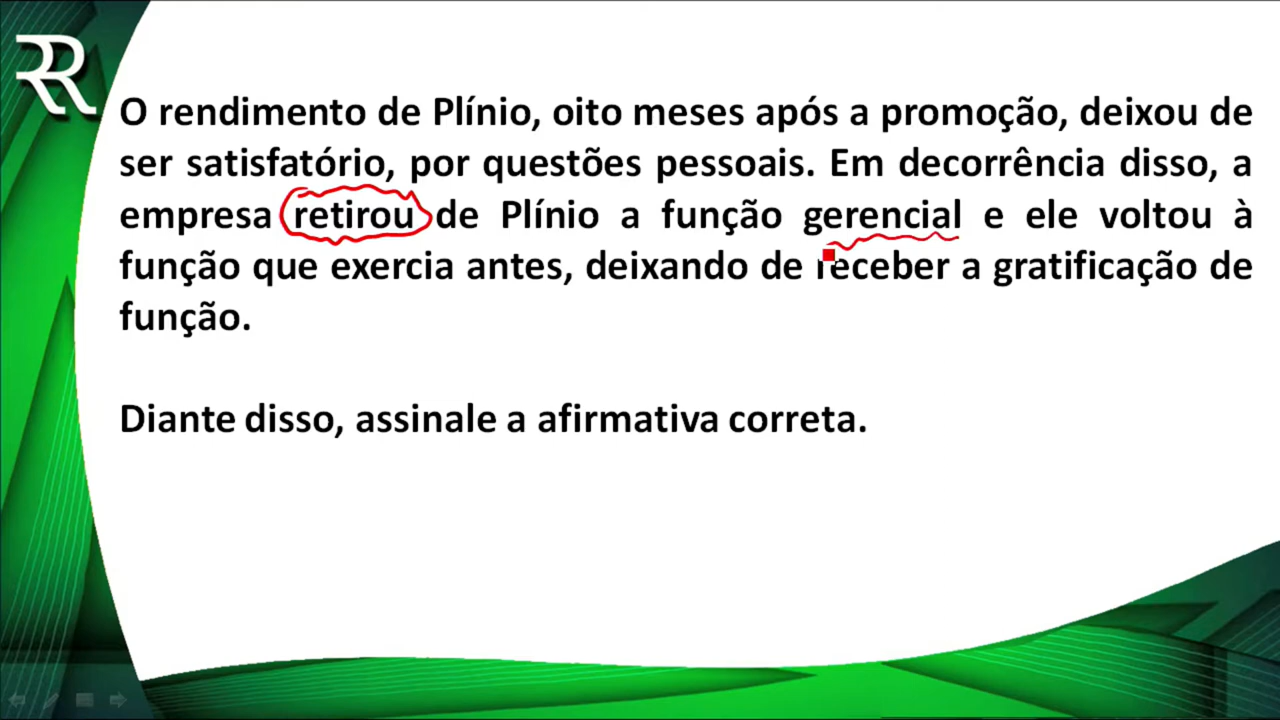 RR
O rendimento de Plínio, oito meses após a promoção, deixou de
ser satisfatório, por questões pessoais. Em decorrência disso, a
empresa retirou de Plínio a função gerencial e ele voltou à
função que exercia antes, deixando de receber a gratificação de
função.
Diante disso, assinale a afirmativa correta.